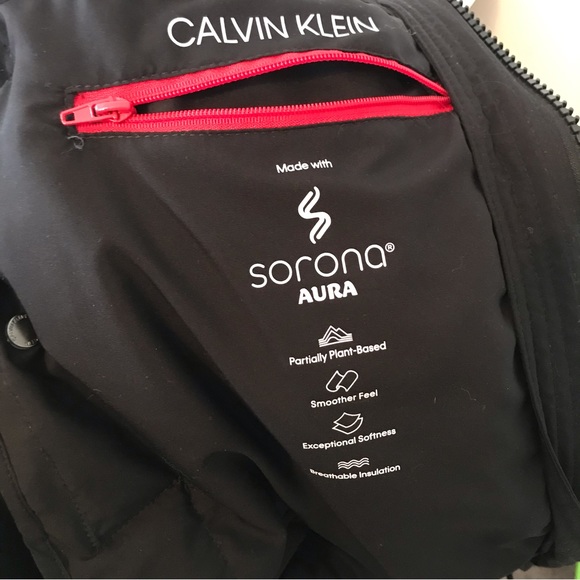 CALVIN KLEIN
Made with
sorona®
AURA
Partially Plant-Based
Smoother Feel
Exceptional Softness
Breathable Insulation